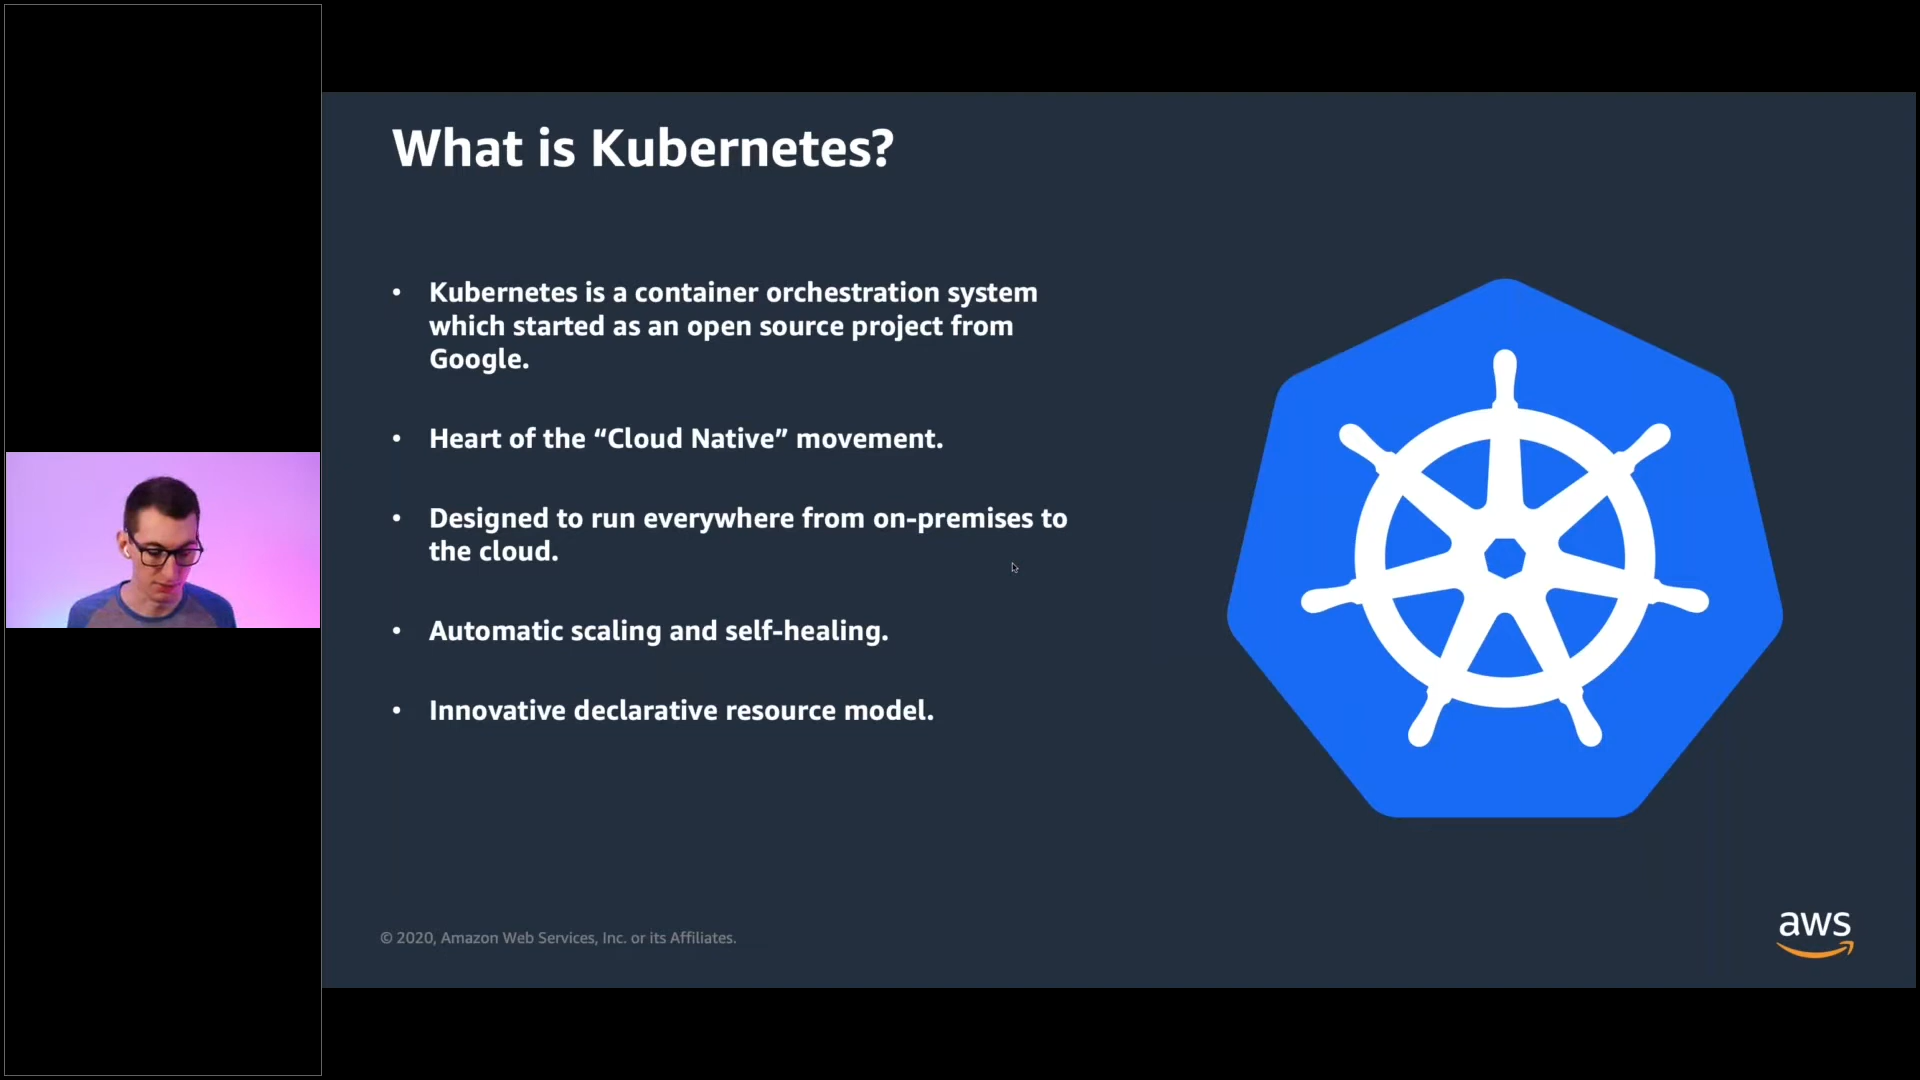 What is Kubernetes?
• Kubernetes is a container orchestration system
which started as an open source project from
Google.
• Heart of the “Cloud Native” movement.
• Designed to run everywhere from on-premises to
the cloud.
• Automatic scaling and self-healing.
• Innovative declarative resource model.
© 2020, Amazon Web Services, Inc. or its Affiliates.
aws